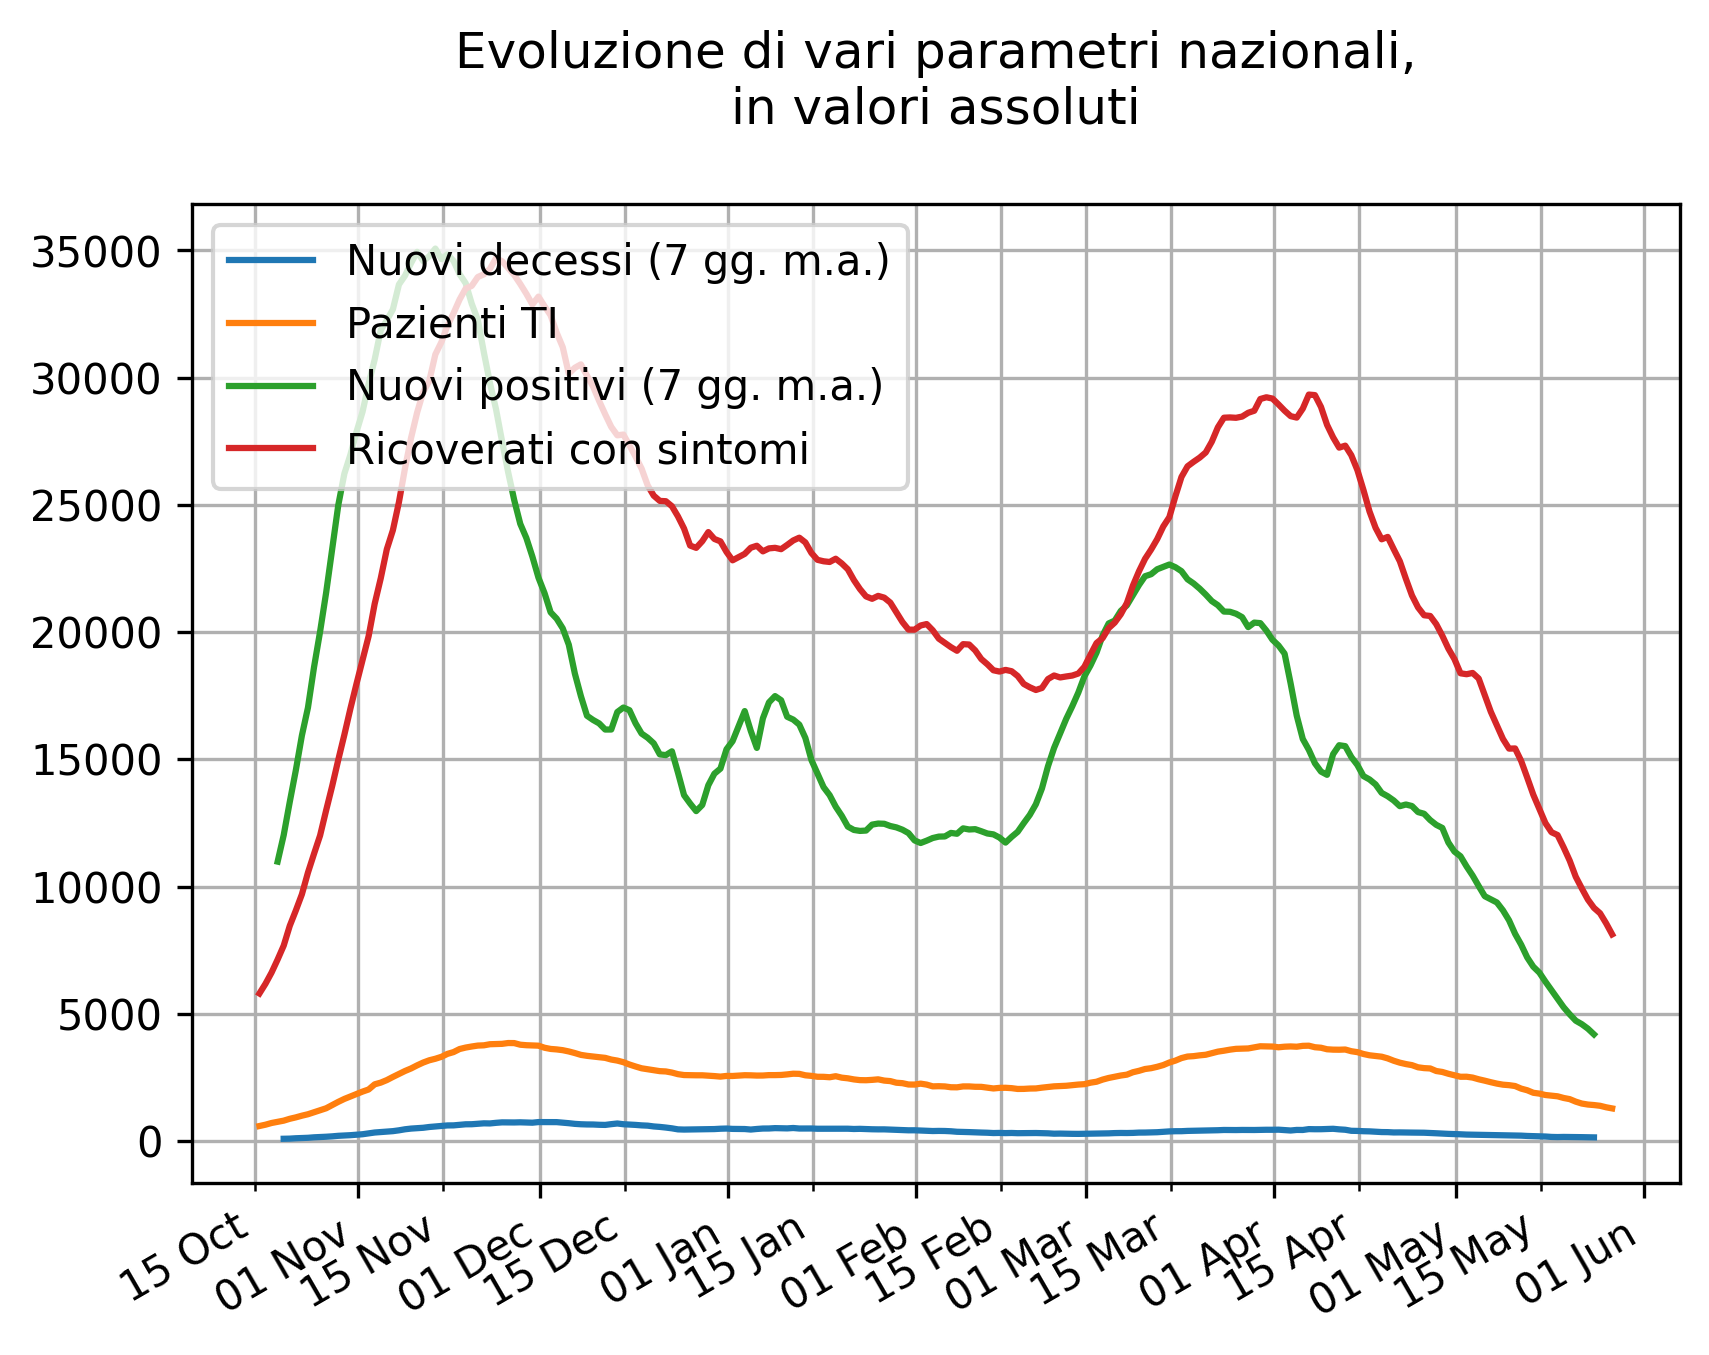 Evoluzione di vari parametri nazionali,
in valori assoluti
Nuovi decessi (7 gg. m.a.)
Pazienti TI
Nuovi positivi (7 gg. m.a.)
Ricoverati con sintomi
35000
30000
25000
20000
15000
10000
5000
0
15 Oct
01 Nov
15 Nov
01 Dec
15 Dec
01 Jan
15 Jan
01 Feb
15 Feb
01 Mar
15 Mar
01 Apr
15 Apr
01 May
15 May
01 Jun